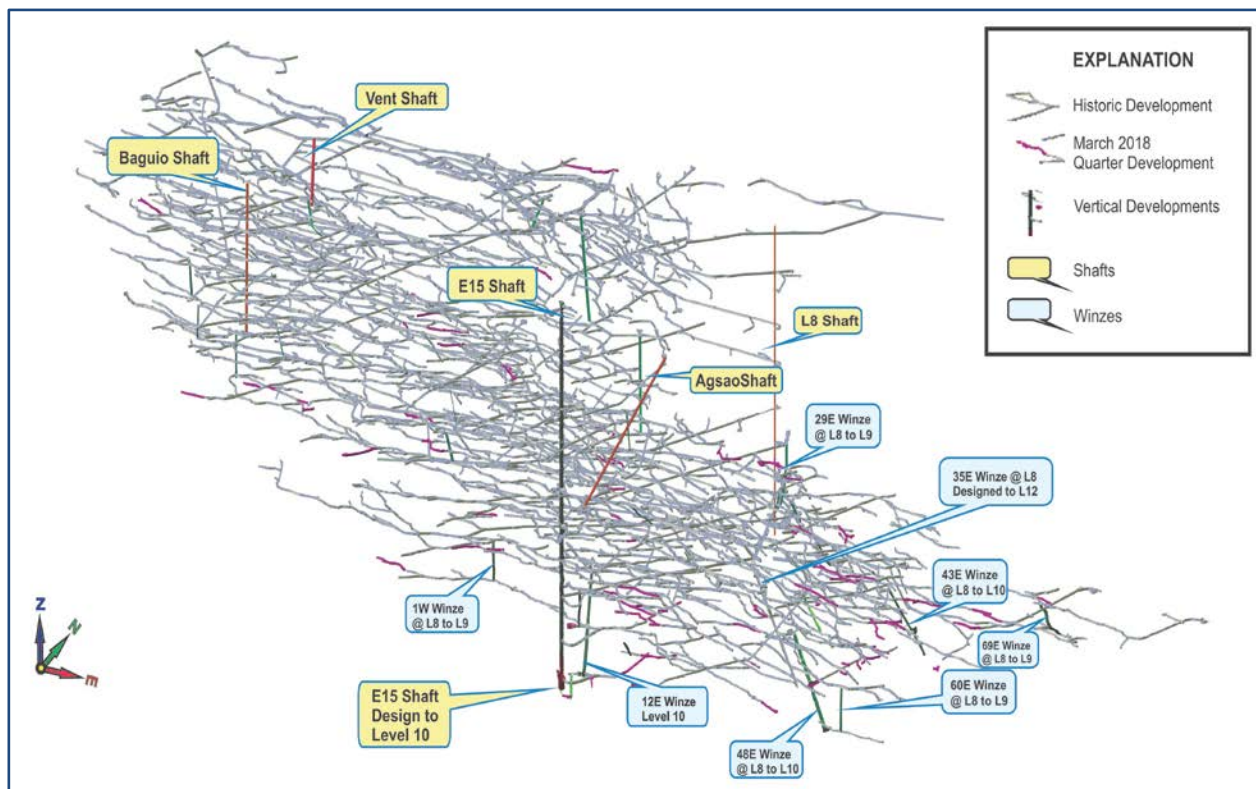 EXPLANATION
Historic Development
March 2018
Quarter Development
Vertical Developments
Shafts
Winzes
Vent Shaft
Baguio Shaft
E15 Shaft
L8 Shaft
AgsaoShaft
29E Winze
@ L8 to L9
35E Winze @ L8
Designed to L12
43E Winze
@ L8 to L10
1W Winze
@ L8 to L9
69E Winze
@ L8 to L9
60E Winze
@ L8 to L9
12E Winze
Level 10
E15 Shaft
Design to
Level 10
48E Winze
@ L8 to L10
Z
N
E